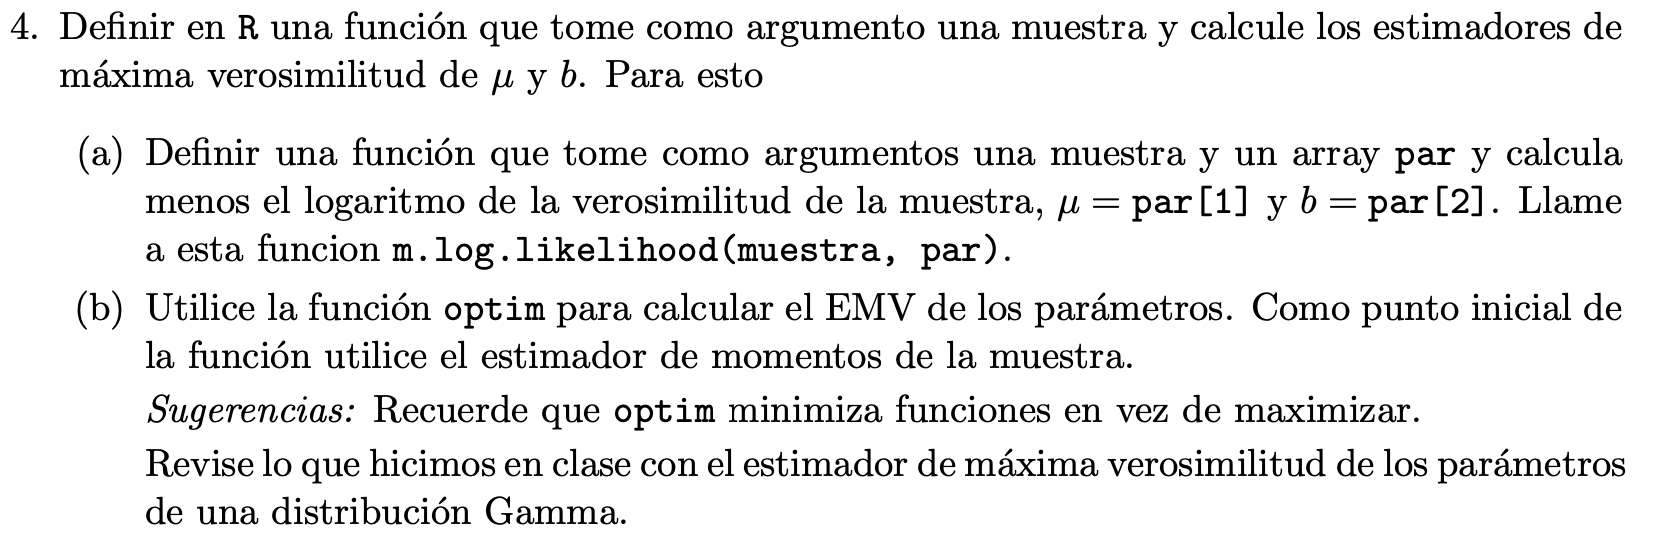 4. Definir en R una función que tome como argumento una muestra y calcule los estimadores de
máxima verosimilitud de μ y b. Para esto
(a) Definir una función que tome como argumentos una muestra y un array par y calcula
menos el logaritmo de la verosimilitud de la muestra, μ = par[1] y b = par[2]. Llame
a esta funcion m.log.likelihood(muestra, par).
(b) Utilice la función optim para calcular el EMV de los parámetros. Como punto inicial de
la función utilice el estimador de momentos de la muestra.
Sugerencias: Recuerde que optim minimiza funciones en vez de maximizar.
Revise lo que hicimos en clase con el estimador de máxima verosimilitud de los parámetros
de una distribución Gamma.